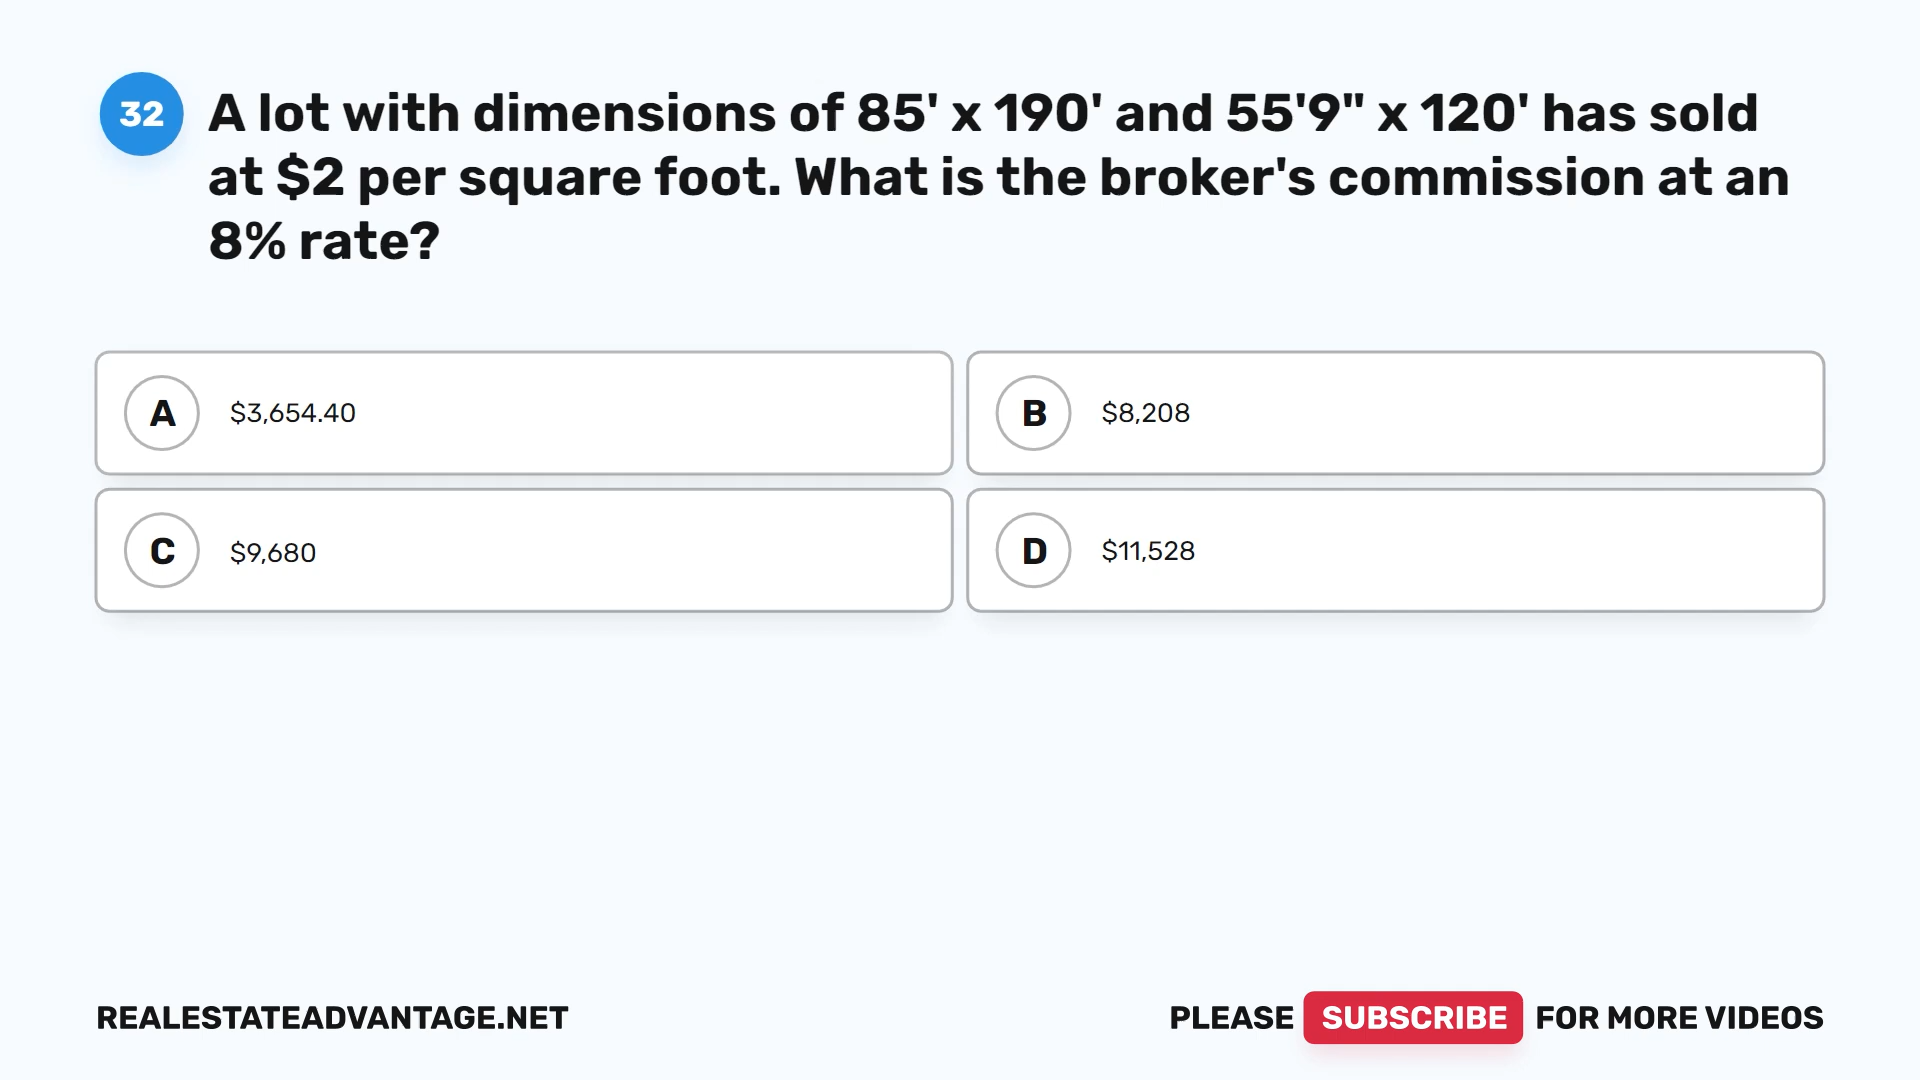 32
A lot with dimensions of 85' x 190' and 55'9" x 120' has sold
at $2 per square foot. What is the broker's commission at an
8% rate?
A $3,654.40
B $8,208
C $9,680
D $11,528
REALESTATEADVANTAGE.NET
PLEASE SUBSCRIBE FOR MORE VIDEOS